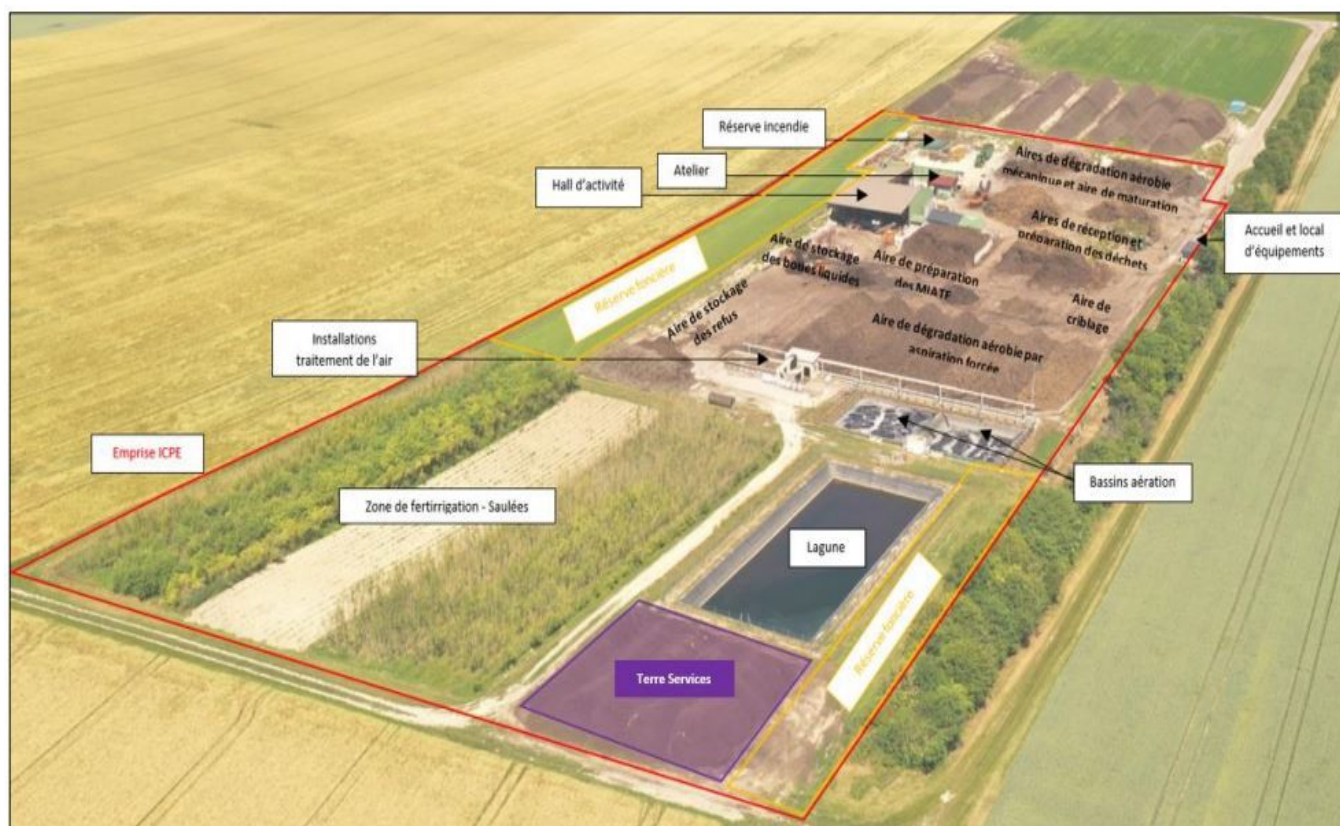 Réserve incendie
Atelier
Hall d'activité
Aires de dégradation aérobie
mécanique et aire de maturation
Aires de réception et
préparation des déchets
Accueil et local
d'équipements
Aire de stockage
des boues liquides
Aire de préparation
des MIATE
Aire de
criblage
Réserve foncière
Aire de stockage
des refus
Aire de dégradation aérobie par
aspiration forcée
Installations
traitement de l'air
Emprise ICPE
Zone de fertirrigation - Saulées
Bassins aération
Lagune
Réserve foncière
Terre Services